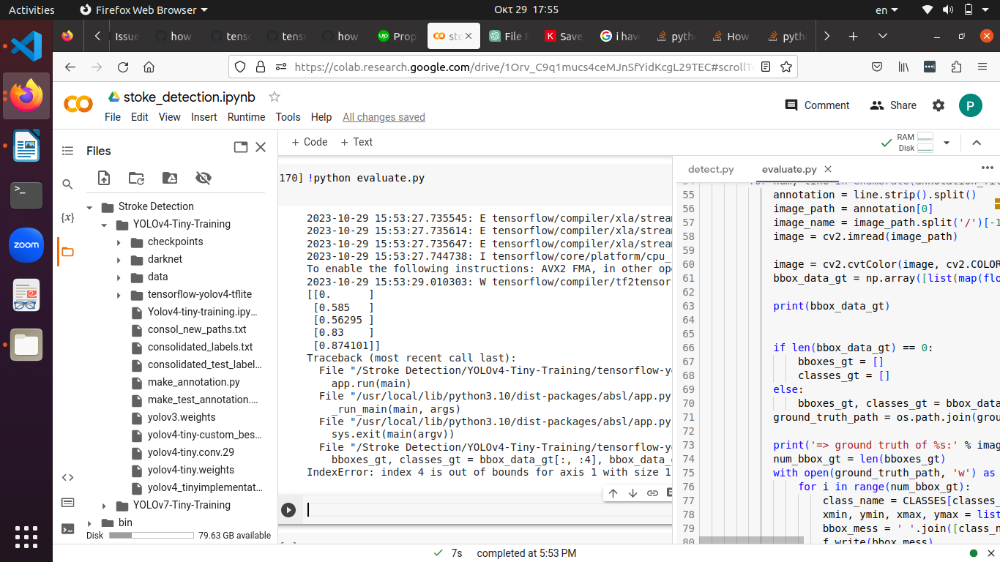 Activities
Firefox Web Browser
Οκτ 29 17:55
en
Issue
how
tenso
tenso
how
Prop
sto
File F
Save
i hav
pyth
How
pyth
https://colab.research.google.com/drive/1Orv_C9q1mucs4ceMJnSfYidKcgL29TEC#scrollTo
stoke_detection.ipynb
File Edit View Insert Runtime Tools Help All changes saved
Comment
Share
P
Files
+ Code + Text
RAM
Disk
Stroke Detection
YOLOv4-Tiny-Training
checkpoints
darknet
data
tensorflow-yolov4-tflite
Yolov4-tiny-training.ipy…
consol_new_paths.txt
consolidated_labels.txt
consolidated_test_label…
make_annotation.py
make_test_annotation.…
yolov3.weights
yolov4-tiny-custom_bes…
yolov4-tiny.conv.29
yolov4-tiny.weights
yolov4_tinyimplementat…
YOLOv7-Tiny-Training
bin
Disk 79.63 GB available
170] !python evaluate.py
2023-10-29 15:53:27.735545: E tensorflow/compiler/xla/strea
2023-10-29 15:53:27.735614: E tensorflow/compiler/xla/strea
2023-10-29 15:53:27.735647: E tensorflow/compiler/xla/strea
2023-10-29 15:53:27.744738: I tensorflow/core/platform/cpu_
To enable the following instructions: AVX2 FMA, in other ope
2023-10-29 15:53:29.010303: W tensorflow/compiler/tf2tensor
[[0. ]
[0.585 ]
[0.56295 ]
[0.83 ]
[0.874101]]
Traceback (most recent call last):
File "/Stroke Detection/YOLOv4-Tiny-Training/tensorflow-yo
app.run(main)
File "/usr/local/lib/python3.10/dist-packages/absl/app.py
_run_main(main, args)
File "/usr/local/lib/python3.10/dist-packages/absl/app.py
sys.exit(main(argv))
File "/Stroke Detection/YOLOv4-Tiny-Training/tensorflow-yo
bboxes_gt, classes_gt = bbox_data_gt[:, :4], bbox_data_
IndexError: index 4 is out of bounds for axis 1 with size 1
detect.py
evaluate.py
55 annotation = line.strip().split()
56 image_path = annotation[0]
57 image_name = image_path.split('/')[-1
58 image = cv2.imread(image_path)
59
60 image = cv2.cvtColor(image, cv2.COLOR
61 bbox_data_gt = np.array([list(map(flo
62
63 print(bbox_data_gt)
64
65
66 if len(bbox_data_gt) == 0:
67 bboxes_gt = []
68 classes_gt = []
69 else:
70 bboxes_gt, classes_gt = bbox_data
71 ground_truth_path = os.path.join(grou
72
73 print('=> ground truth of %s:' % imag
74 num_bbox_gt = len(bboxes_gt)
75 with open(ground_truth_path, 'w') as
76 for i in range(num_bbox_gt):
77 class_name = CLASSES[classes_
78 xmin, ymin, xmax, ymax = list
79 bbox_mess = ' '.join([class_n
80 f.write(bbox_mess)
7s completed at 5:53 PM
zoom